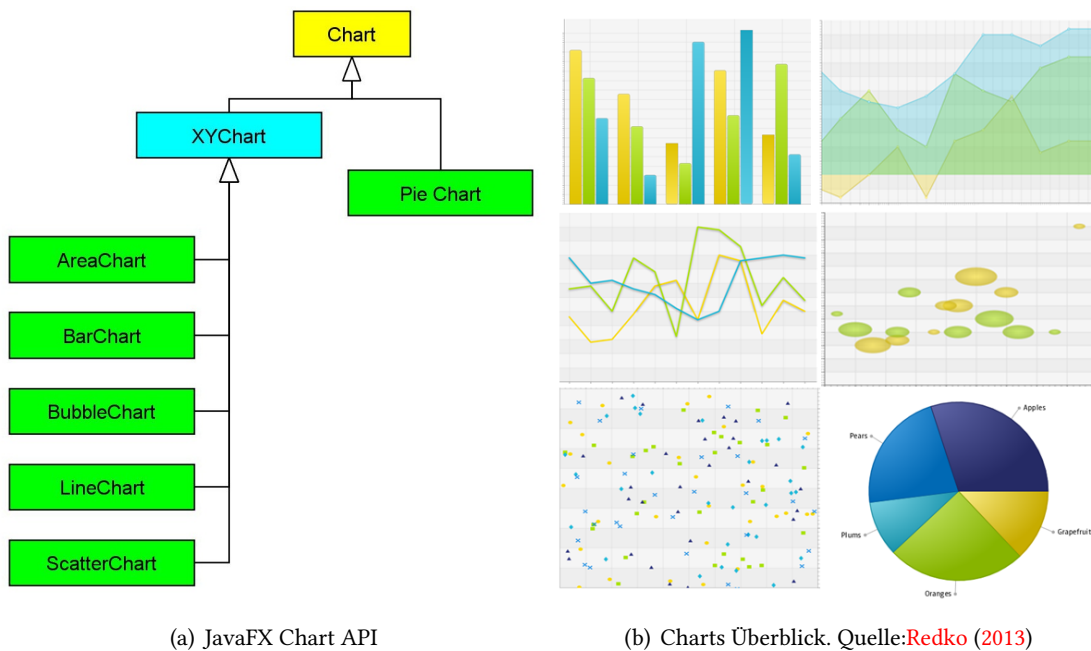 Chart
XYChart
Pie Chart
AreaChart
BarChart
BubbleChart
LineChart
ScatterChart
Apples
Pears
Plums
Grapefruit
Oranges
(a) JavaFX Chart API
(b) Charts Überblick. Quelle:Redko (2013)